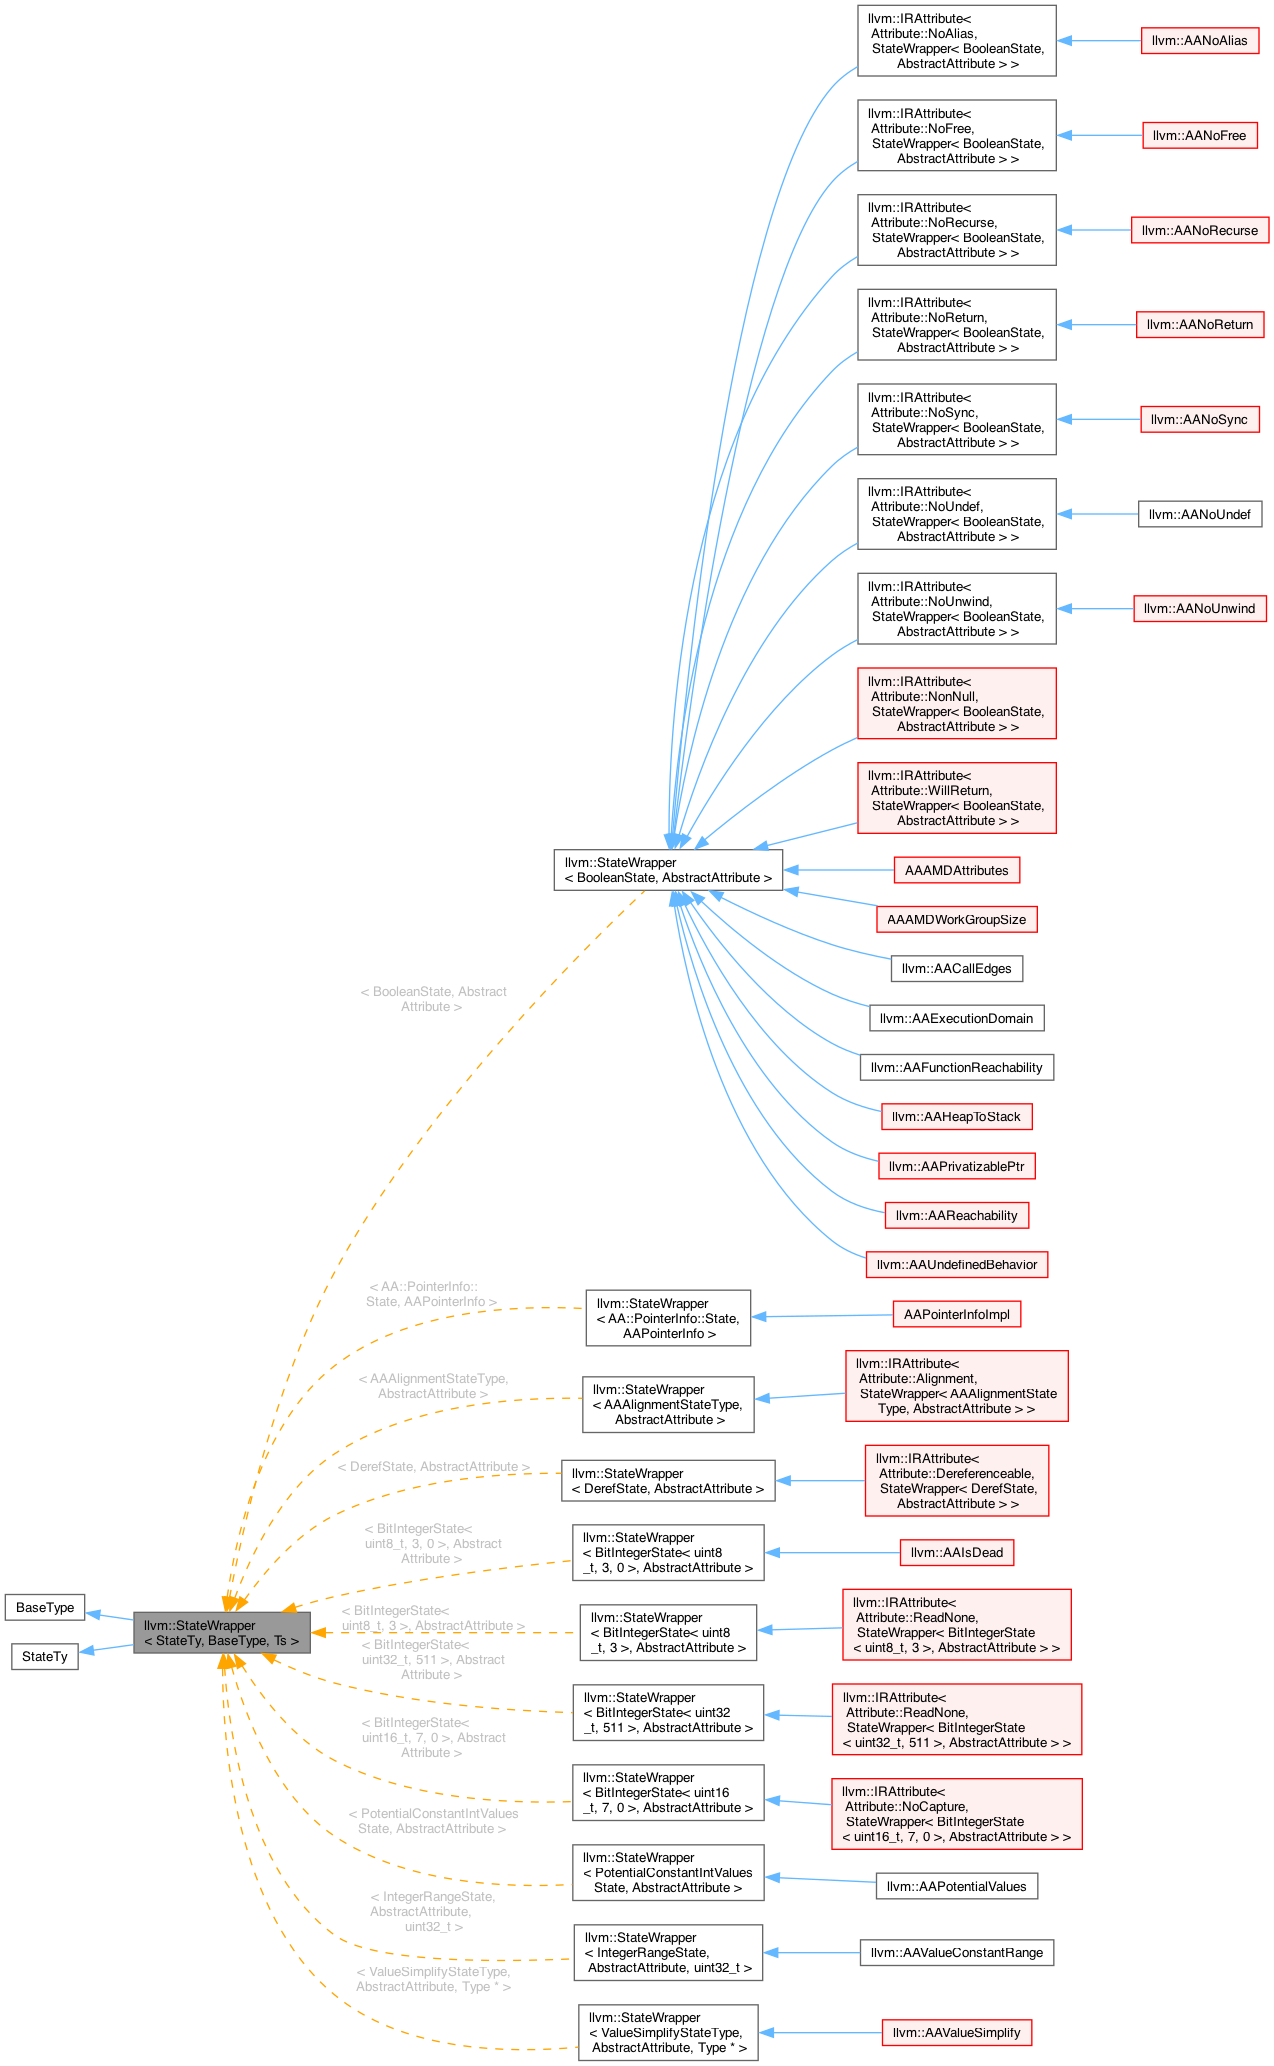 llvm::IRAttribute<
Attribute::NoAlias,
StateWrapper< BooleanState,
AbstractAttribute > >
llvm::AANoAlias
llvm::IRAttribute<
Attribute::NoFree,
StateWrapper< BooleanState,
AbstractAttribute > >
llvm::AANoFree
llvm::IRAttribute<
Attribute::NoRecurse,
StateWrapper< BooleanState,
AbstractAttribute > >
llvm::AANoRecurse
llvm::IRAttribute<
Attribute::NoReturn,
StateWrapper< BooleanState,
AbstractAttribute > >
llvm::AANoReturn
llvm::IRAttribute<
Attribute::NoSync,
StateWrapper< BooleanState,
AbstractAttribute > >
llvm::AANoSync
llvm::IRAttribute<
Attribute::NoUndef,
StateWrapper< BooleanState,
AbstractAttribute > >
llvm::AANoUndef
llvm::IRAttribute<
Attribute::NoUnwind,
StateWrapper< BooleanState,
AbstractAttribute > >
llvm::AANoUnwind
llvm::IRAttribute<
Attribute::NonNull,
StateWrapper< BooleanState,
AbstractAttribute > >
llvm::IRAttribute<
Attribute::WillReturn,
StateWrapper< BooleanState,
AbstractAttribute > >
llvm::StateWrapper
< BooleanState, AbstractAttribute >
AAAMDAttributes
AAAMDWorkGroupSize
llvm::AACallEdges
< BooleanState, Abstract
Attribute >
llvm::AAExecutionDomain
llvm::AAFunctionReachability
llvm::AAHeapToStack
llvm::AAPrivatizablePtr
llvm::AAReachability
llvm::AAUndefinedBehavior
< AA::PointerInfo::
State, AAPointerInfo >
llvm::StateWrapper
< AA::PointerInfo::State,
AAPointerInfo >
AAPointerInfoImpl
< AAAlignmentStateType,
AbstractAttribute >
llvm::StateWrapper
< AAAlignmentStateType,
AbstractAttribute >
llvm::IRAttribute<
Attribute::Alignment,
StateWrapper< AAAlignmentState
Type, AbstractAttribute > >
< DerefState, AbstractAttribute >
llvm::StateWrapper
< DerefState, AbstractAttribute >
llvm::IRAttribute<
Attribute::Dereferenceable,
StateWrapper< DerefState,
AbstractAttribute > >
< BitIntegerState<
uint8_t, 3, 0 >, Abstract
Attribute >
llvm::StateWrapper
< BitIntegerState< uint8
_t, 3, 0 >, AbstractAttribute >
llvm::AAIsDead
BaseType
StateTy
llvm::StateWrapper
< StateTy, BaseType, Ts >
< BitIntegerState<
uint8_t, 3 >, AbstractAttribute >
llvm::StateWrapper
< BitIntegerState< uint8
_t, 3 >, AbstractAttribute >
llvm::IRAttribute<
Attribute::ReadNone,
StateWrapper< BitIntegerState
< uint8_t, 3 >, AbstractAttribute > >
< BitIntegerState<
uint32_t, 511 >, Abstract
Attribute >
llvm::StateWrapper
< BitIntegerState< uint32
_t, 511 >, AbstractAttribute >
llvm::IRAttribute<
Attribute::ReadNone,
StateWrapper< BitIntegerState
< uint32_t, 511 >, AbstractAttribute > >
< BitIntegerState<
uint16_t, 7, 0 >, Abstract
Attribute >
llvm::StateWrapper
< BitIntegerState< uint16
_t, 7, 0 >, AbstractAttribute >
llvm::IRAttribute<
Attribute::NoCapture,
StateWrapper< BitIntegerState
< uint16_t, 7, 0 >, AbstractAttribute > >
< PotentialConstantIntValues
State, AbstractAttribute >
llvm::StateWrapper
< PotentialConstantIntValues
State, AbstractAttribute >
llvm::AAPotentialValues
< IntegerRangeState,
AbstractAttribute,
uint32_t >
llvm::StateWrapper
< IntegerRangeState,
AbstractAttribute, uint32_t >
llvm::AAValueConstantRange
< ValueSimplifyStateType,
AbstractAttribute, Type * >
llvm::StateWrapper
< ValueSimplifyStateType,
AbstractAttribute, Type * >
llvm::AAValueSimplify